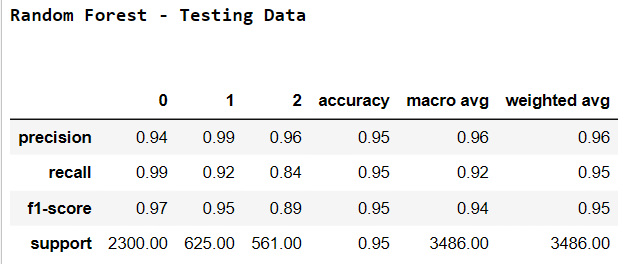 Random Forest - Testing Data
0 1 2 accuracy macro avg weighted avg
precision 0.94 0.99 0.96 0.95 0.96 0.96
recall 0.99 0.92 0.84 0.95 0.92 0.95
f1-score 0.97 0.95 0.89 0.95 0.94 0.95
support 2300.00 625.00 561.00 0.95 3486.00 3486.00